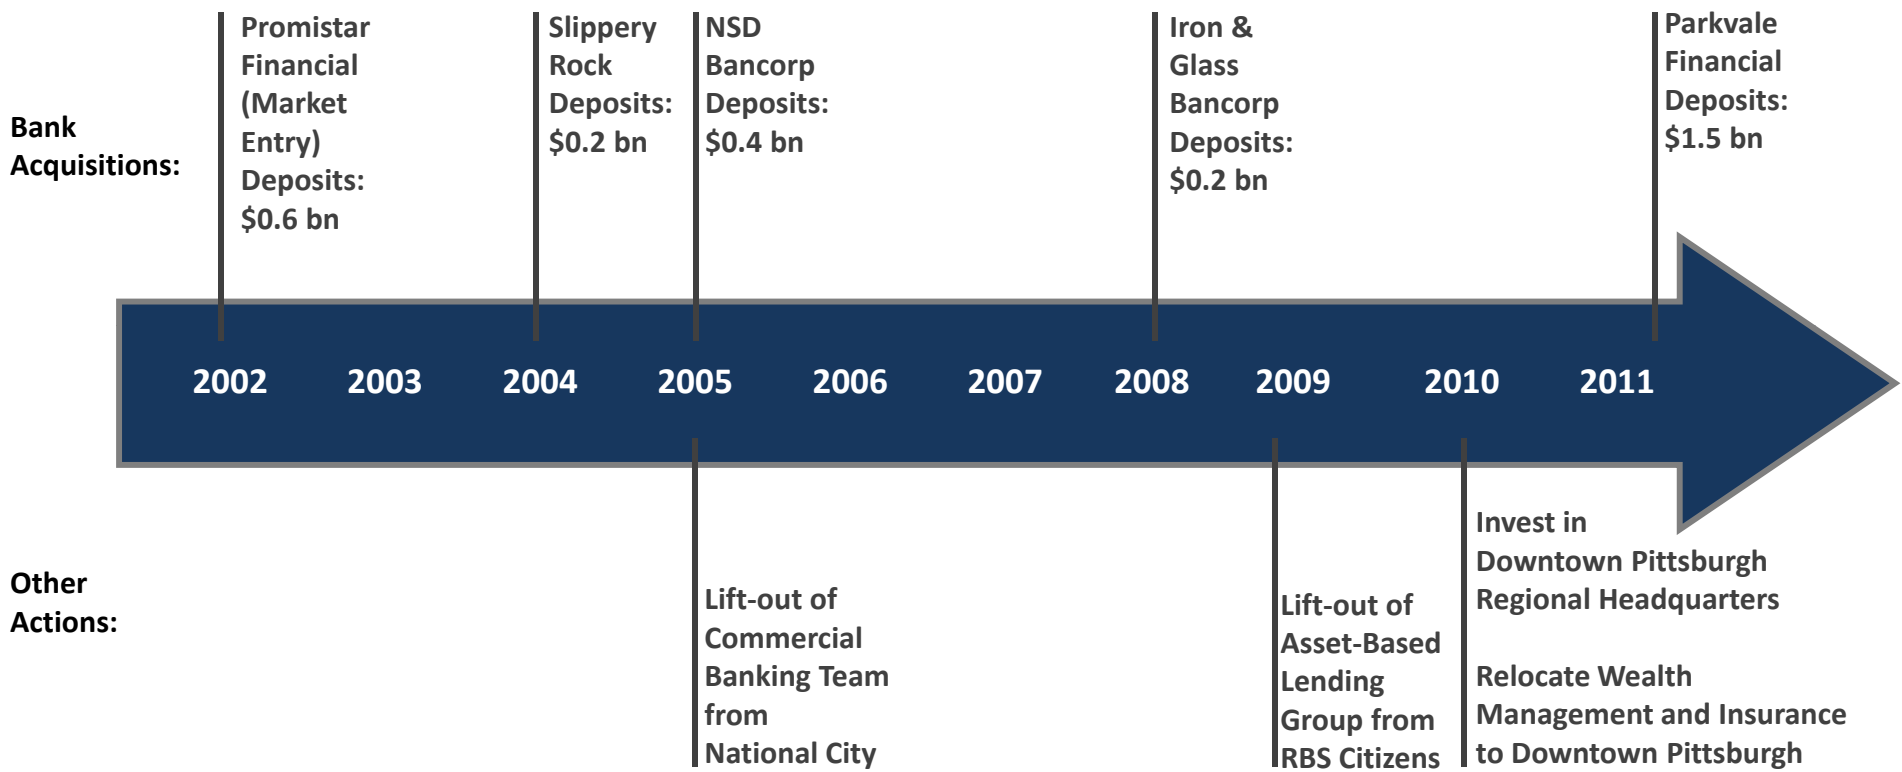 Bank
Acquisitions:
Promistar
Financial
(Market
Entry)
Deposits:
$0.6 bn
Slippery
Rock
Deposits:
$0.2 bn
NSD
Bancorp
Deposits:
$0.4 bn
Iron &
Glass
Bancorp
Deposits:
$0.2 bn
Parkvale
Financial
Deposits:
$1.5 bn
2002 2003 2004 2005 2006 2007 2008 2009 2010 2011
Other
Actions:
Lift-out of
Commercial
Banking Team
from
National City
Lift-out of
Asset-Based
Lending
Group from
RBS Citizens
Invest in
Downtown Pittsburgh
Regional Headquarters
Relocate Wealth
Management and Insurance
to Downtown Pittsburgh